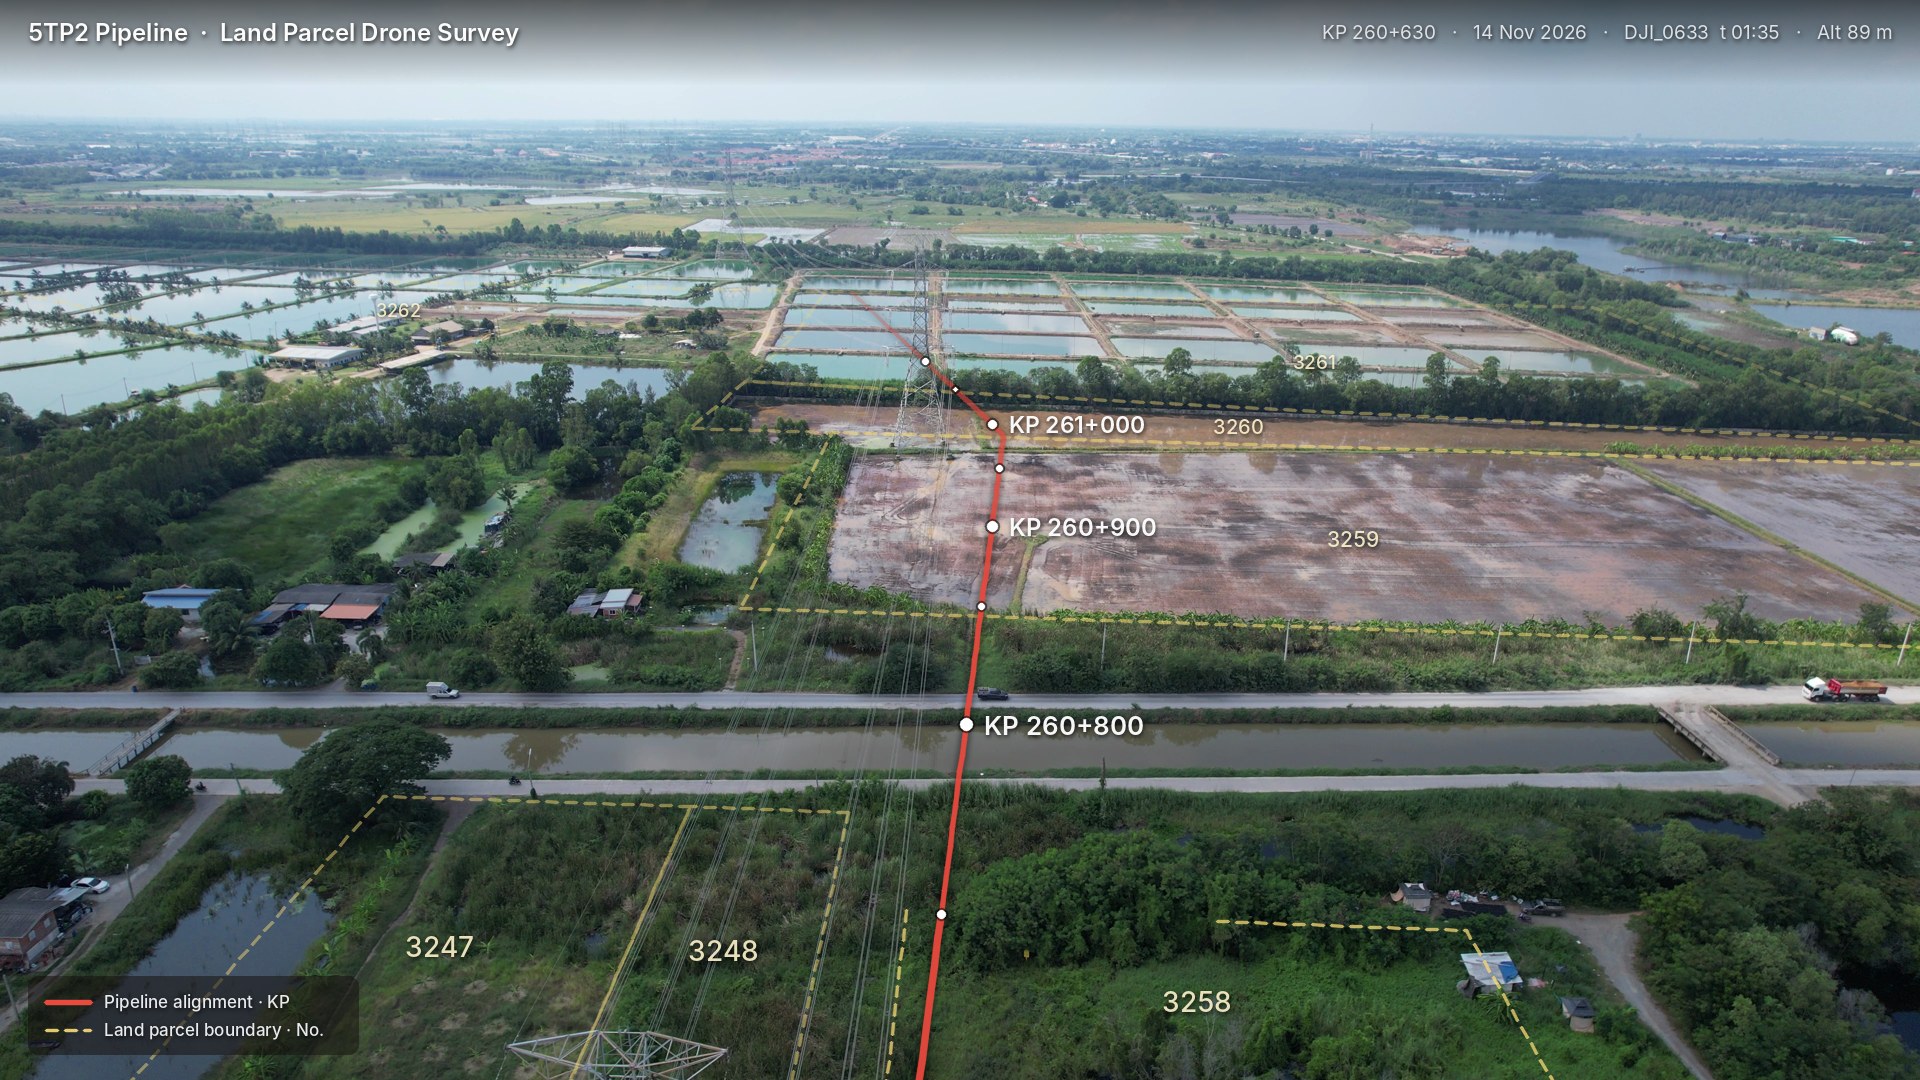 5TP2 Pipeline · Land Parcel Drone Survey
KP 260+630 · 14 Nov 2026 · DJI_0633 t 01:35 · Alt 89 m
3262
3261
KP 261+000
3260
KP 260+900
3259
KP 260+800
3247
3248
3258
Pipeline alignment · KP
Land parcel boundary · No.